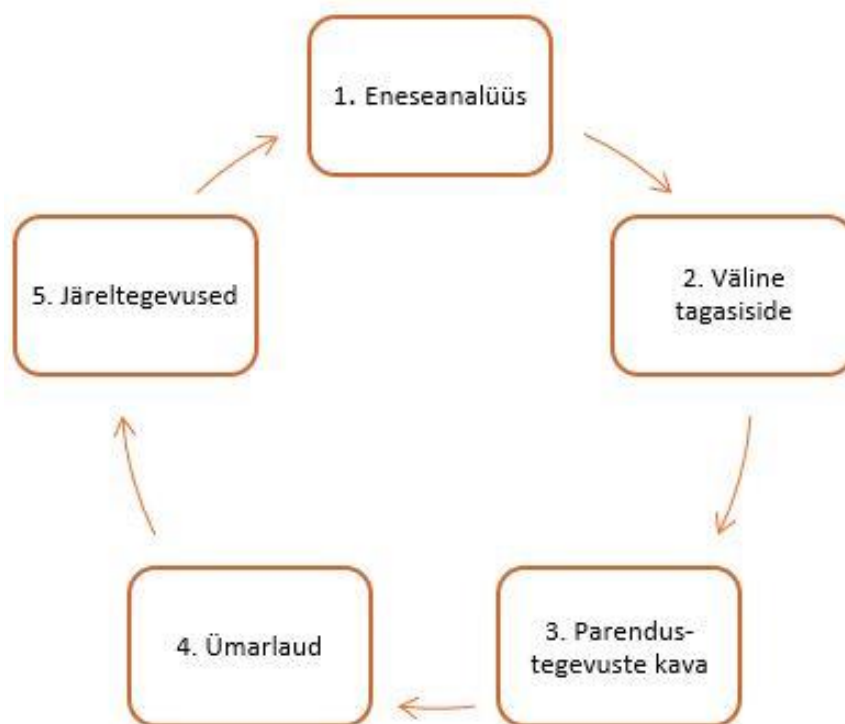 1. Eneseanalüüs
2. Väline
tagasiside
3. Parendus-
tegevuste kava
4. Ümarlaud
5. Järeltegevused